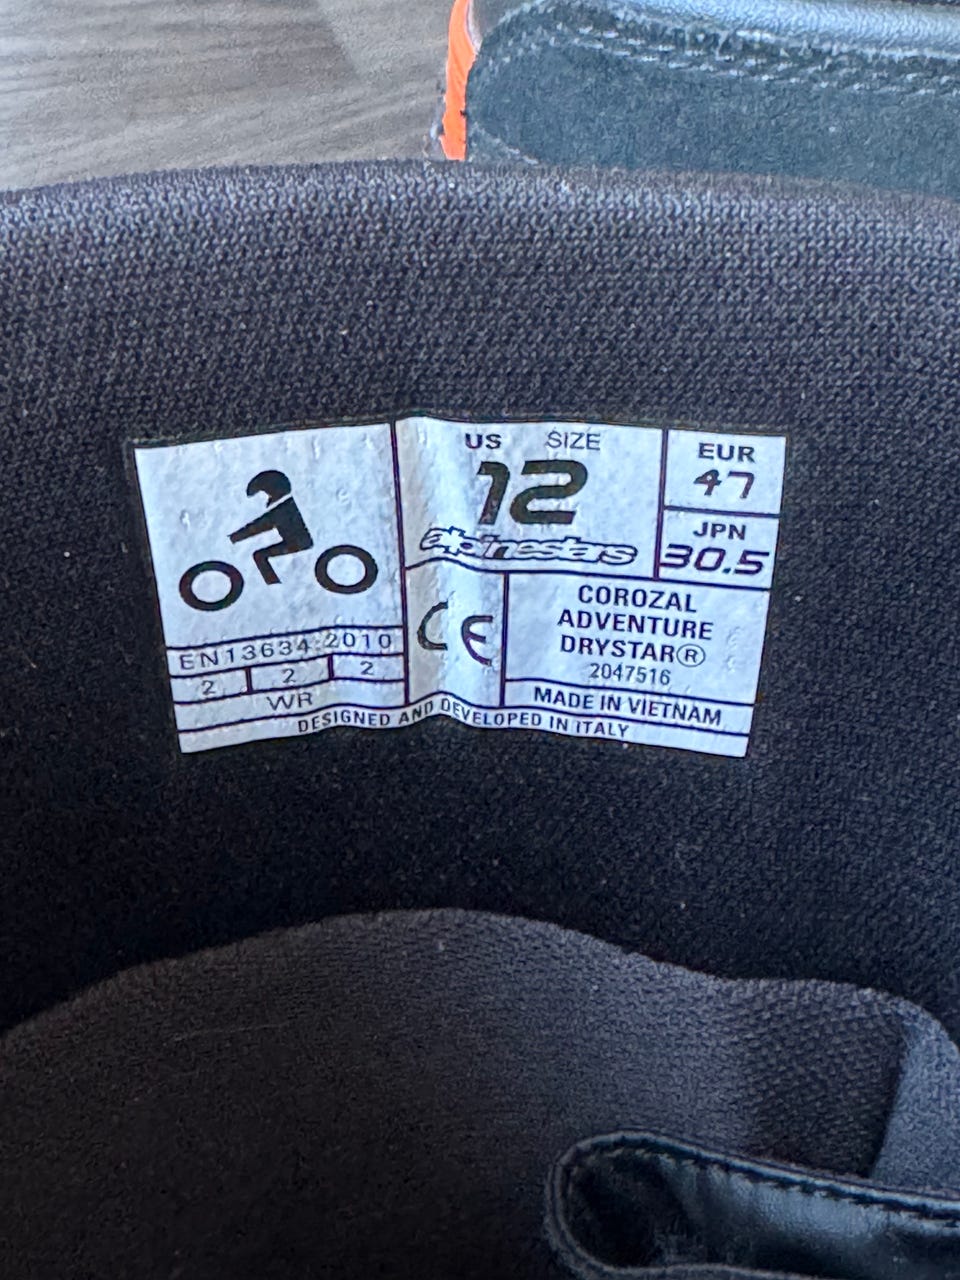 US SIZE
12
alpinestars
EUR
47
JPN
30.5
EN13634:2010
2 2 2
WR
CE
COROZAL
ADVENTURE
DRYSTAR®
2047516
MADE IN VIETNAM
DESIGNED AND DEVELOPED IN ITALY